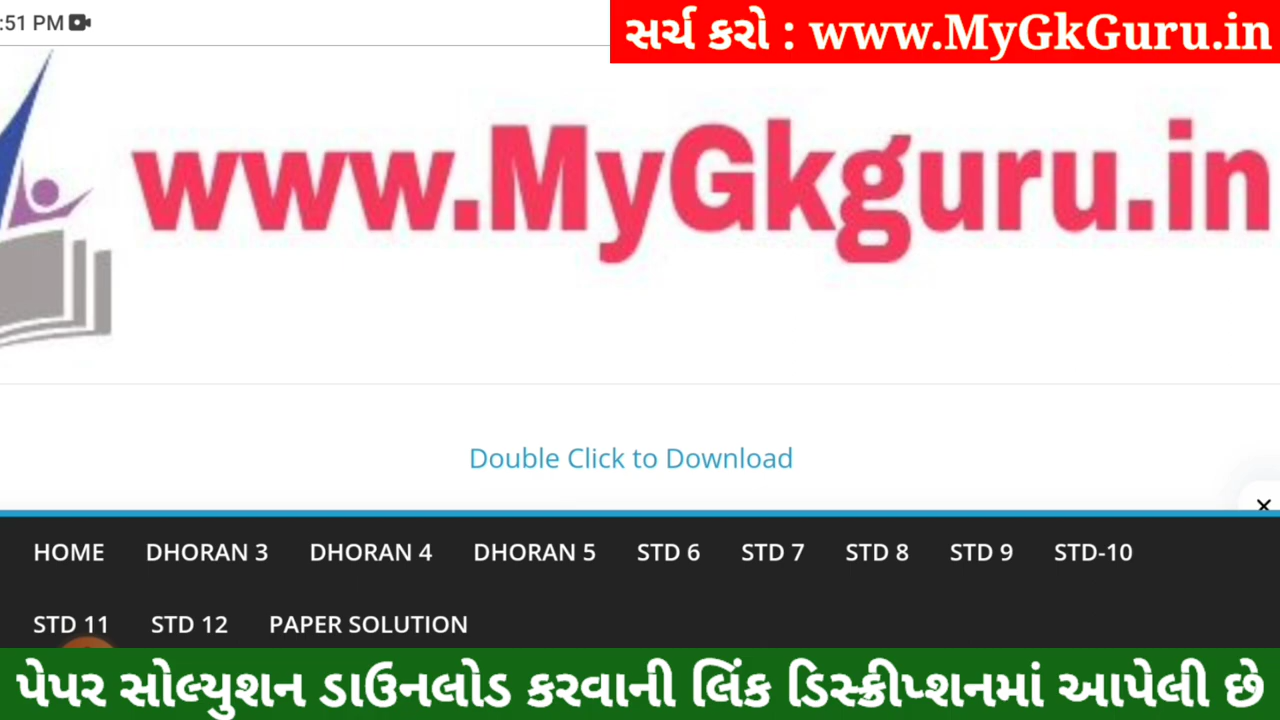 :51 PM
સર્ચ કરો : www.MyGkGuru.in
www.MyGkguru.in
Double Click to Download
×
HOME DHORAN 3 DHORAN 4 DHORAN 5 STD 6 STD 7 STD 8 STD 9 STD-10
STD 11 STD 12 PAPER SOLUTION
પેપર સોલ્યુશન ડાઉનલોડ કરવાની લિંક ડિસ્ક્રીપ્શનમાં આપેલી છે